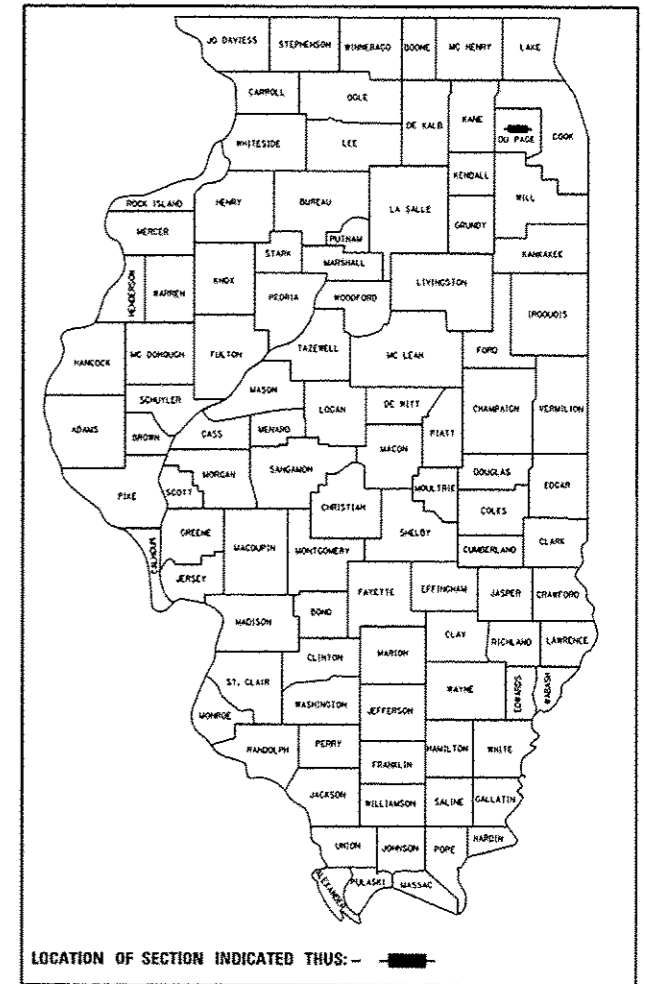 JO DAVIESS STEPHENSON WINNEBAGO BOONE MC HENRY LAKE
CARROLL OGLE DE KALB KANE COOK
DU PAGE
WHITESIDE LEE
KENDALL
ROCK ISLAND HENRY BUREAU LA SALLE GRUNDY WILL
MERCER PUTNAM
STARK MARSHALL KANKAKEE
HENDERSON WARREN KNOX PEORIA WOODFORD LIVINGSTON IROQUOIS
HANCOCK MC DONOUGH FULTON TAZEWELL MC LEAN FORD
MASON
SCHUYLER LOGAN DE WITT CHAMPAIGN VERMILION
ADAMS BROWN CASS MENARD MACON PIATT
MORGAN SANGAMON DOUGLAS EDGAR
PIKE SCOTT CHRISTIAN MOULTRIE
COLES
CALHOUN GREENE MACOUPIN MONTGOMERY SHELBY CUMBERLAND CLARK
JERSEY
FAYETTE EFFINGHAM JASPER CRAWFORD
MADISON BOND
CLAY RICHLAND LAWRENCE
CLINTON MARION
ST. CLAIR WAYNE EDWARDS WABASH
WASHINGTON JEFFERSON
MONROE
RANDOLPH PERRY HAMILTON WHITE
FRANKLIN
JACKSON WILLIAMSON SALINE GALLATIN
UNION JOHNSON POPE HARDIN
ALEXANDER PULASKI MASSAC
LOCATION OF SECTION INDICATED THUS: -